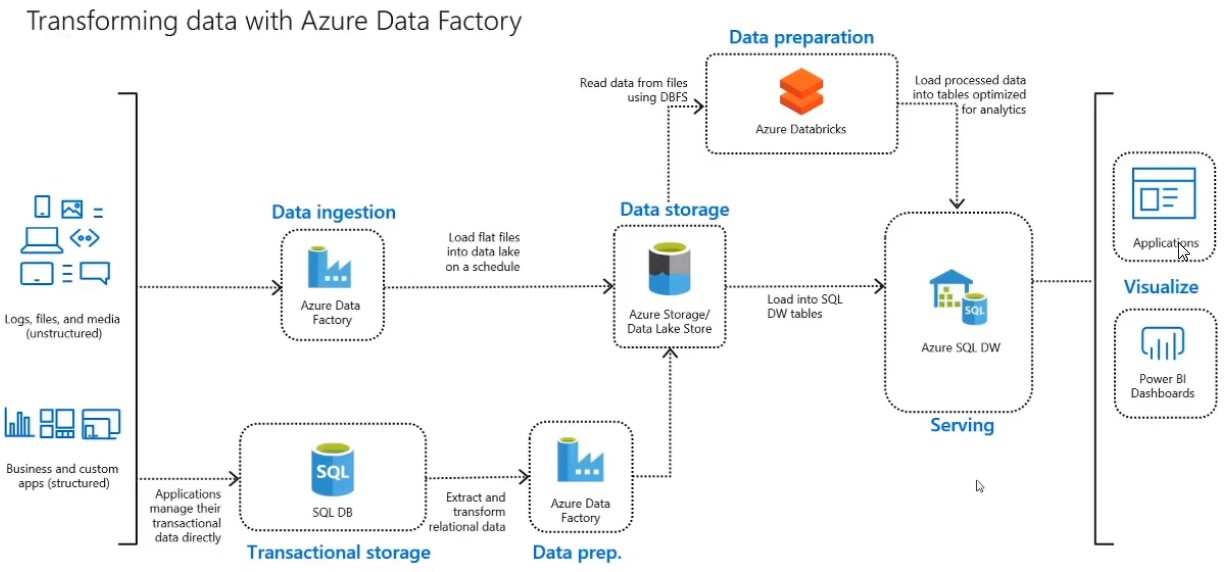 Transforming data with Azure Data Factory
Data preparation
Read data from files
using DBFS
Azure Databricks
Load processed data
into tables optimized
for analytics
Data ingestion
Azure Data
Factory
Load flat files
into data lake
on a schedule
Data storage
Azure Storage/
Data Lake Store
Load into SQL
DW tables
SQL
Azure SQL DW
Serving
Applications
Visualize
Power BI
Dashboards
Logs, files, and media
(unstructured)
Business and custom
apps (structured)
Applications
manage their
transactional
data directly
SQL
SQL DB
Transactional storage
Extract and
transform
relational data
Azure Data
Factory
Data prep.